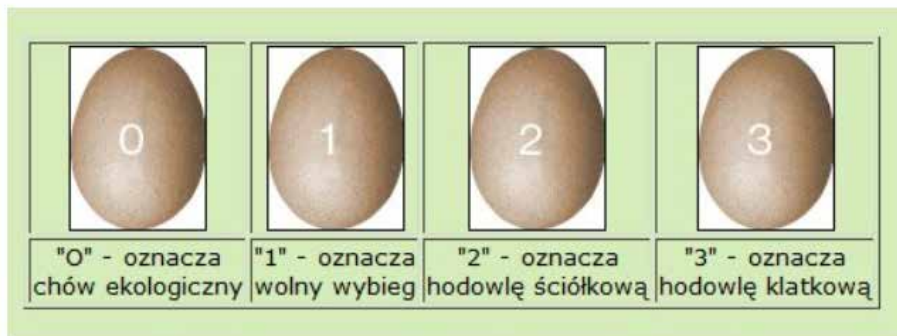 0
1
2
3
"O" - oznacza
chów ekologiczny
"1" - oznacza
wolny wybieg
"2" - oznacza
hodowlę ściółkową
"3" - oznacza
hodowlę klatkową